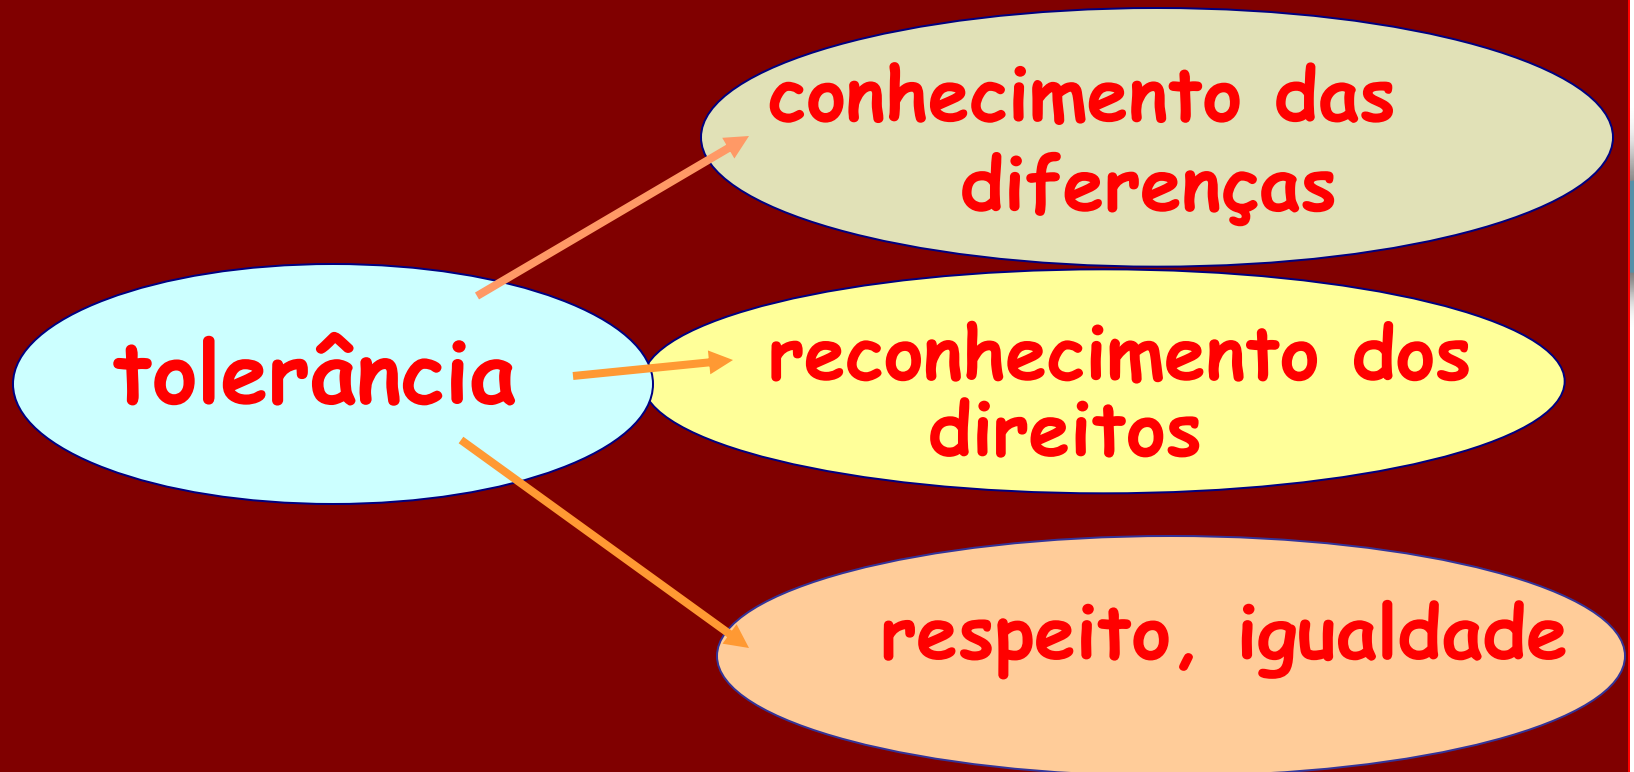 conhecimento das
diferenças
tolerância
reconhecimento dos
direitos
respeito, igualdade